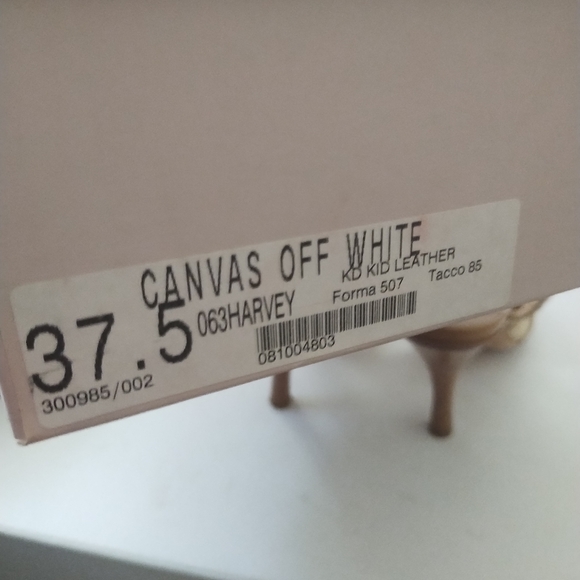 CANVAS OFF WHITE
KD KID LEATHER
37.5
063HARVEY
Forma 507
Tacco 85
300985/002
081004803